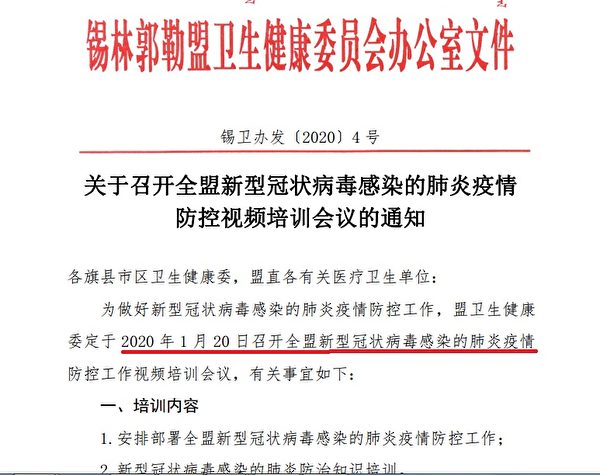 锡林郭勒盟卫生健康委员会办公室文件
锡卫办发〔2020〕4号
关于召开全盟新型冠状病毒感染的肺炎疫情
防控视频培训会议的通知
各旗县市区卫生健康委，盟直各有关医疗卫生单位：
为做好新型冠状病毒感染的肺炎疫情防控工作，盟卫生健康
委定于 2020 年 1 月 20 日召开全盟新型冠状病毒感染的肺炎疫情
防控工作视频培训会议，有关事宜如下：
一、培训内容
1.安排部署全盟新型冠状病毒感染的肺炎疫情防控工作；
2.新型冠状病毒感染的肺炎防治知识培训.